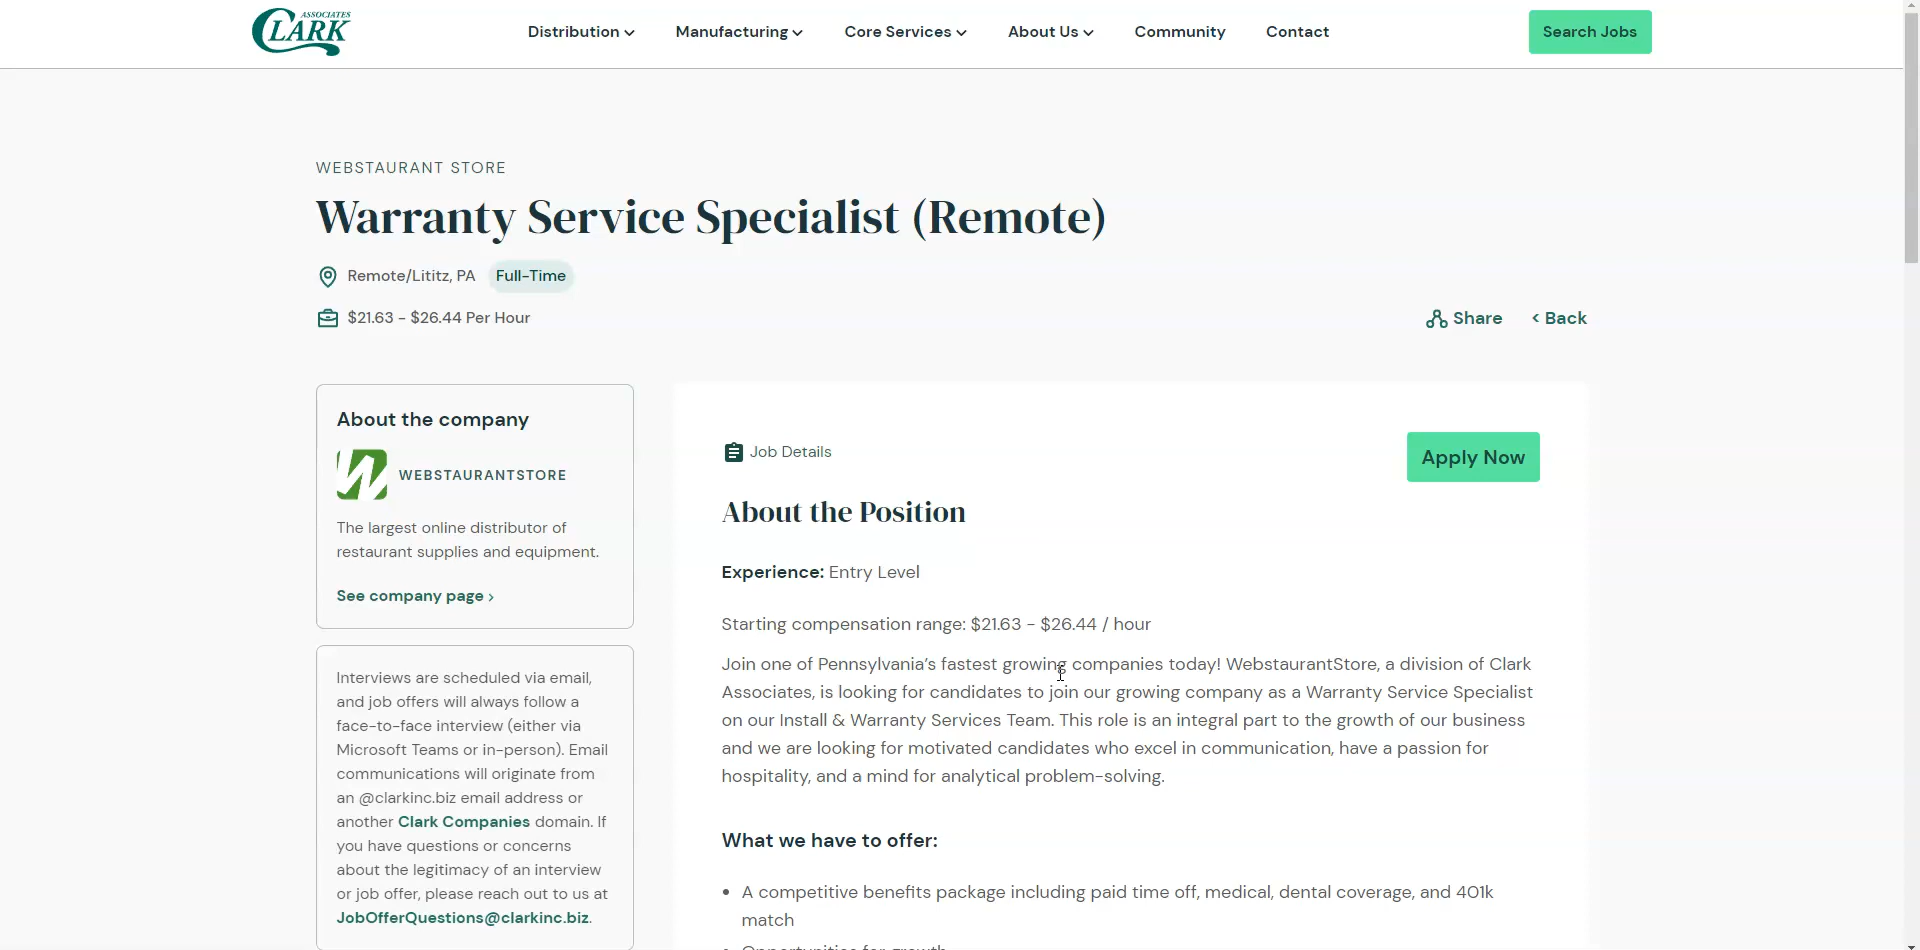 ASSOCIATES
CLARK
Distribution
Manufacturing
Core Services
About Us
Community
Contact
Search Jobs
WEBSTAURANT STORE
Warranty Service Specialist (Remote)
Remote/Lititz, PA
Full-Time
$21.63 - $26.44 Per Hour
Share
< Back
About the company
WEBSTAURANTSTORE
The largest online distributor of
restaurant supplies and equipment.
See company page ›
Interviews are scheduled via email,
and job offers will always follow a
face-to-face interview (either via
Microsoft Teams or in-person). Email
communications will originate from
an @clarkinc.biz email address or
another Clark Companies domain. If
you have questions or concerns
about the legitimacy of an interview
or job offer, please reach out to us at
JobOfferQuestions@clarkinc.biz.
Job Details
Apply Now
About the Position
Experience: Entry Level
Starting compensation range: $21.63 - $26.44 / hour
Join one of Pennsylvania’s fastest growing companies today! WebstaurantStore, a division of Clark
Associates, is looking for candidates to join our growing company as a Warranty Service Specialist
on our Install & Warranty Services Team. This role is an integral part to the growth of our business
and we are looking for motivated candidates who excel in communication, have a passion for
hospitality, and a mind for analytical problem-solving.
What we have to offer:
• A competitive benefits package including paid time off, medical, dental coverage, and 401k
match
• Opportunities for growth